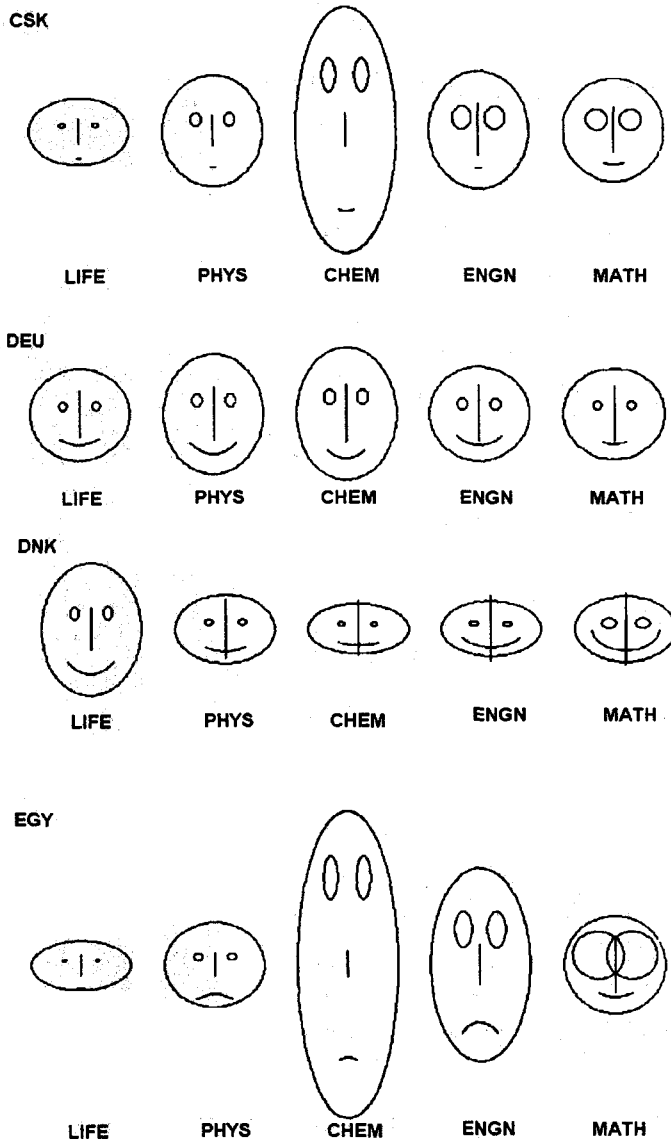 CSK
LIFE PHYS CHEM ENGN MATH
DEU
LIFE PHYS CHEM ENGN MATH
DNK
LIFE PHYS CHEM ENGN MATH
EGY
LIFE PHYS CHEM ENGN MATH